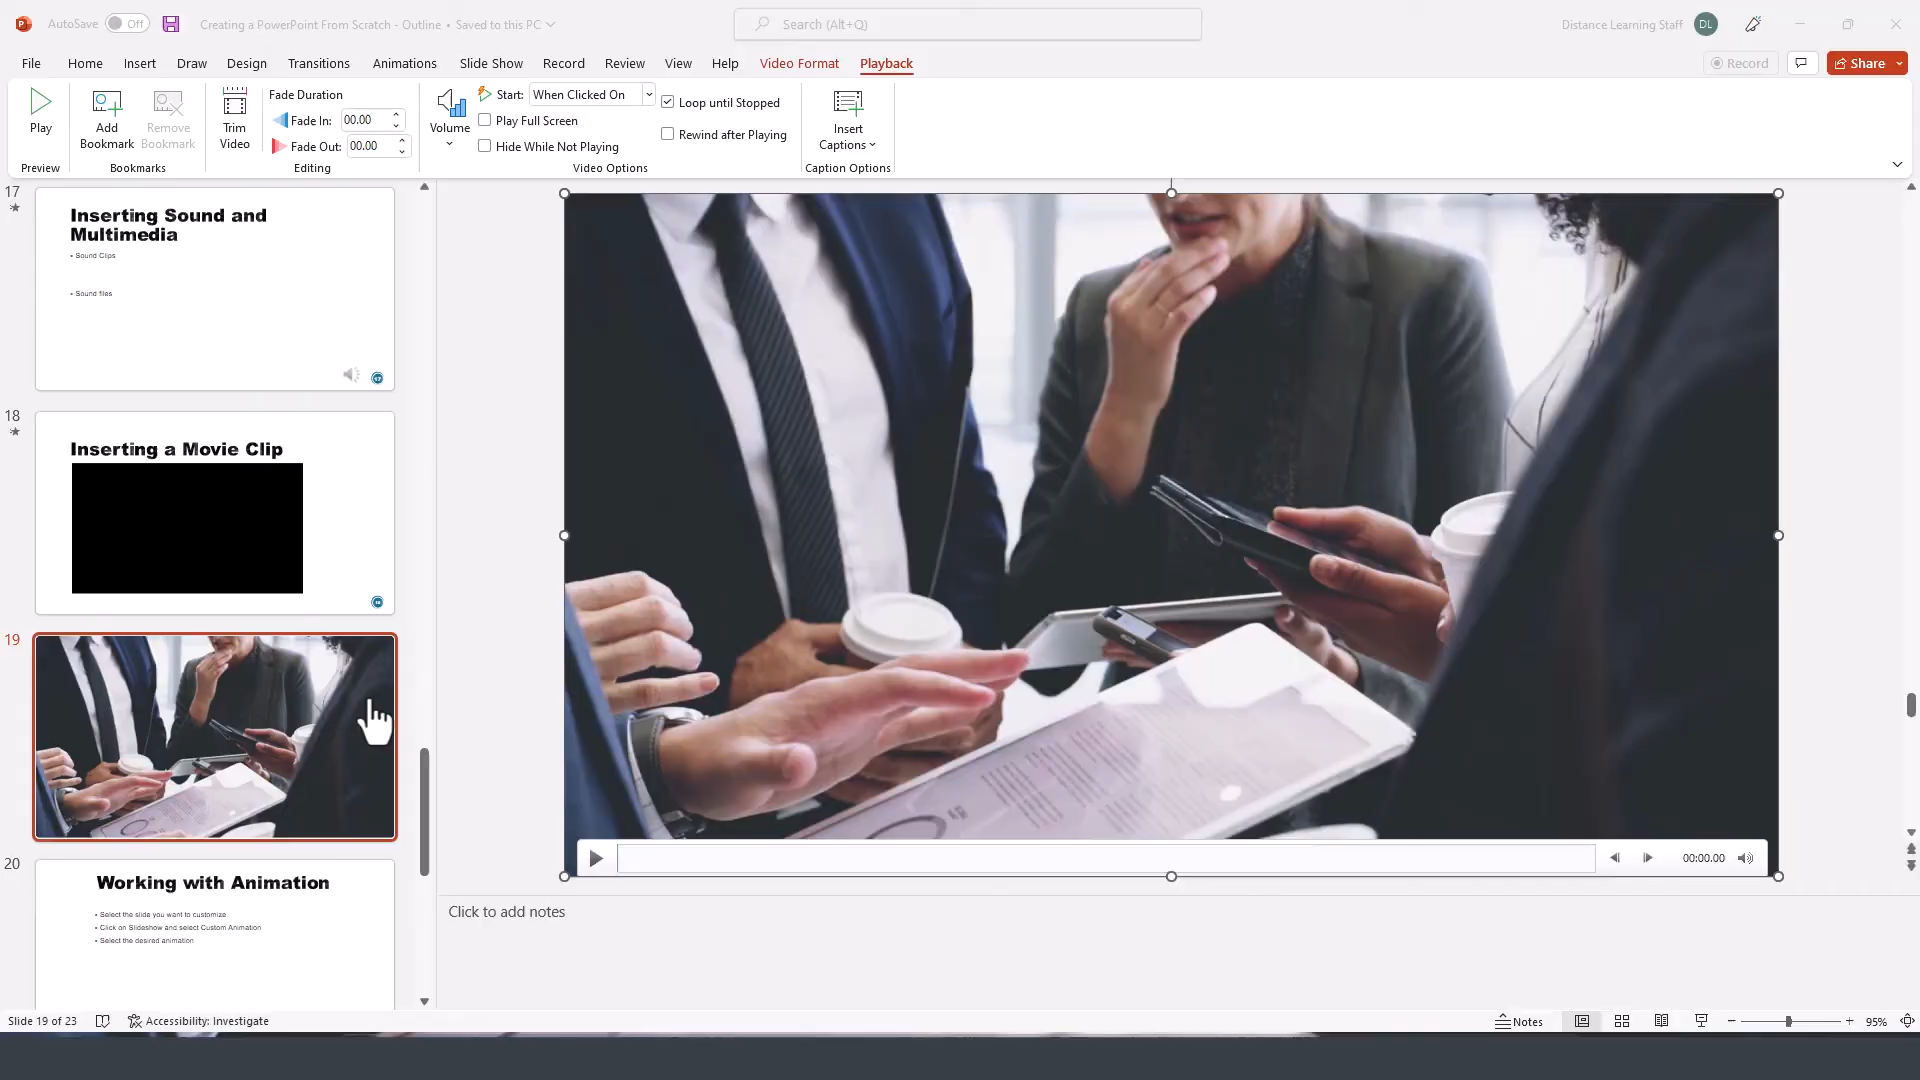 AutoSave Off Creating a PowerPoint From Scratch - Outline • Saved to this PC Search (Alt+Q) Distance Learning Staff DL
File Home Insert Draw Design Transitions Animations Slide Show Record Review View Help Video Format Playback Record Share
Play
Preview
Add Bookmark
Remove Bookmark
Bookmarks
Trim Video
Fade Duration
Fade In: 00.00
Fade Out: 00.00
Editing
Volume
Start: When Clicked On
Play Full Screen
Hide While Not Playing
Loop until Stopped
Rewind after Playing
Video Options
Insert Captions
Caption Options
17
Inserting Sound and
Multimedia
• Sound Clips
• Sound files
18
Inserting a Movie Clip
19
20
Working with Animation
• Select the slide you want to customize
• Click on Slideshow and select Custom Animation
• Select the desired animation
00:00.00
Click to add notes
Slide 19 of 23 Accessibility: Investigate Notes 95%